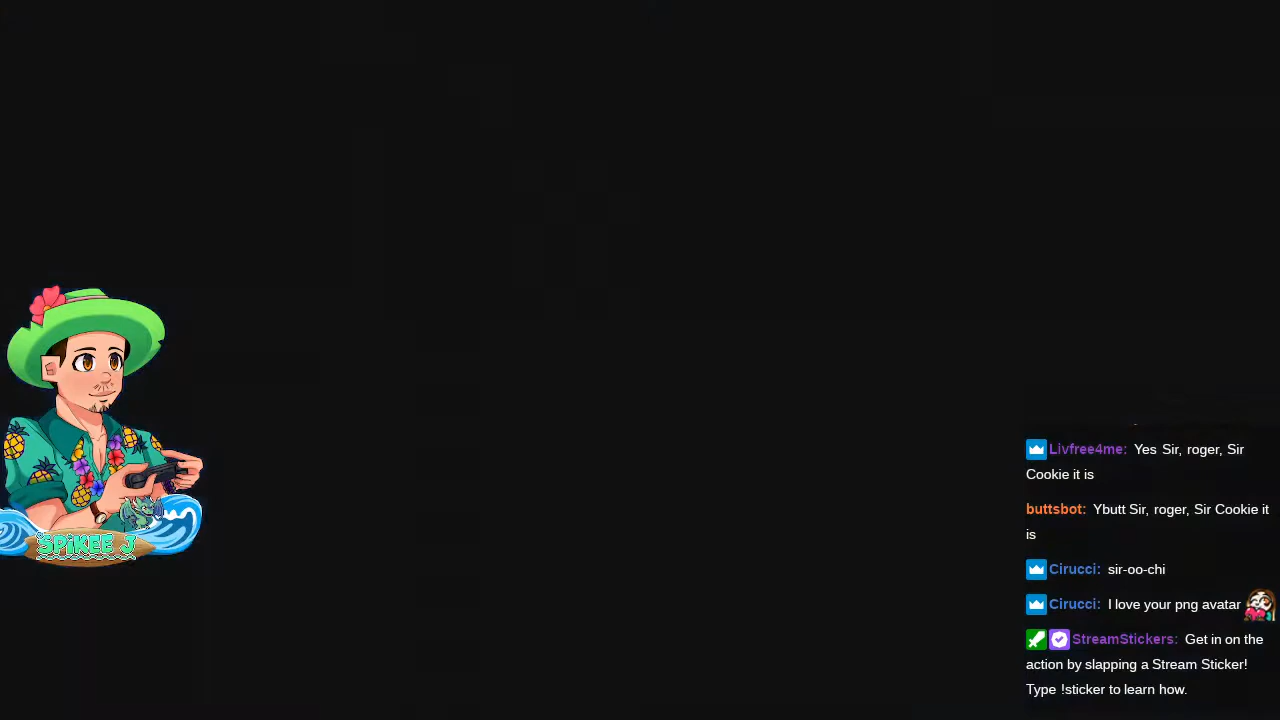 Livfree4me: Yes Sir, roger, Sir
Cookie it is
buttsbot: Ybutt Sir, roger, Sir Cookie it
is
Cirucci: sir-oo-chi
Cirucci: I love your png avatar
StreamStickers: Get in on the
action by slapping a Stream Sticker!
Type !sticker to learn how.
SPiKEE J